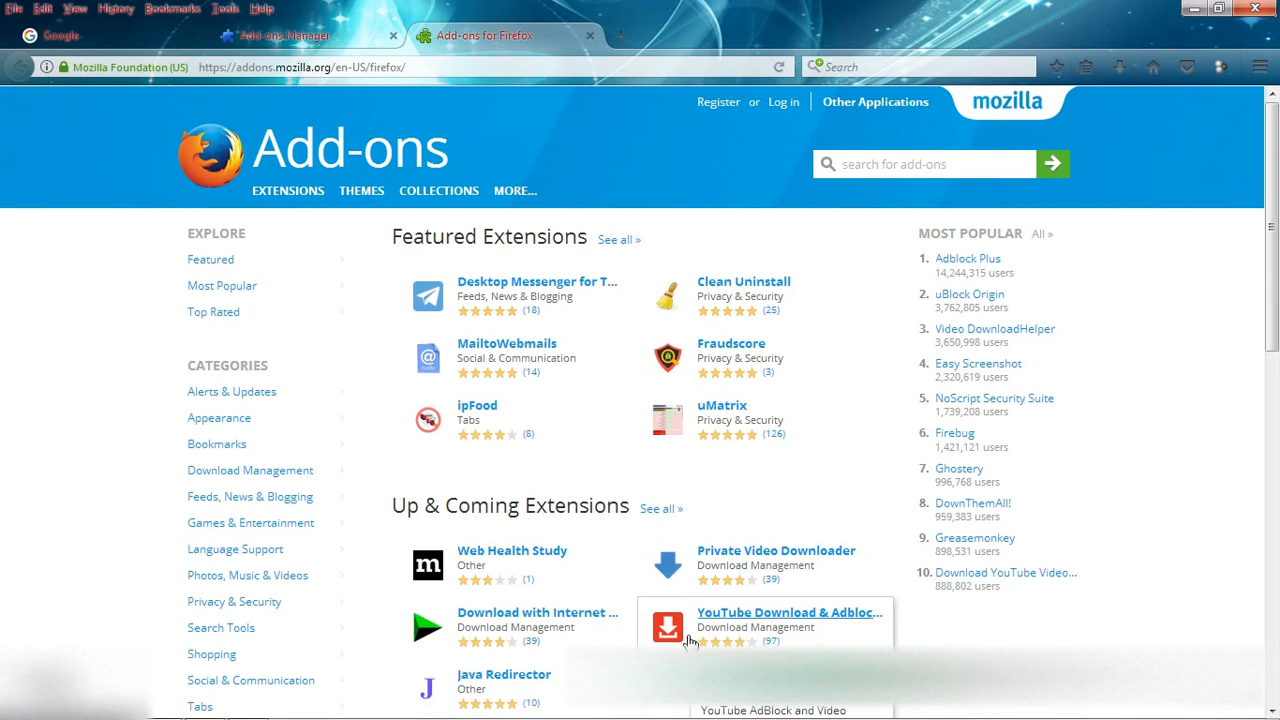 File Edit View History Bookmarks Tools Help
Google
Add-ons Manager
Add-ons for Firefox
Mozilla Foundation (US)
https://addons.mozilla.org/en-US/firefox/
Search
Register or Log in
Other Applications
mozilla
Add-ons
search for add-ons
EXTENSIONS THEMES COLLECTIONS MORE...
EXPLORE
Featured
Most Popular
Top Rated
CATEGORIES
Alerts & Updates
Appearance
Bookmarks
Download Management
Feeds, News & Blogging
Games & Entertainment
Language Support
Photos, Music & Videos
Privacy & Security
Search Tools
Shopping
Social & Communication
Tabs
Featured Extensions See all »
Desktop Messenger for T...
Feeds, News & Blogging
(18)
Clean Uninstall
Privacy & Security
(25)
@
MailtoWebmails
Social & Communication
(14)
Fraudscore
Privacy & Security
(3)
ipFood
Tabs
(8)
uMatrix
Privacy & Security
(126)
Up & Coming Extensions See all »
m
Web Health Study
Other
(1)
Private Video Downloader
Download Management
(39)
Download with Internet ...
Download Management
(39)
YouTube Download & Adbloc...
Download Management
(97)
J
Java Redirector
Other
(10)
YouTube AdBlock and Video
MOST POPULAR All »
1. Adblock Plus
14,244,315 users
2. uBlock Origin
3,762,805 users
3. Video DownloadHelper
3,650,998 users
4. Easy Screenshot
2,320,619 users
5. NoScript Security Suite
1,739,208 users
6. Firebug
1,421,121 users
7. Ghostery
996,768 users
8. DownThemAll!
959,383 users
9. Greasemonkey
898,531 users
10. Download YouTube Video...
888,802 users